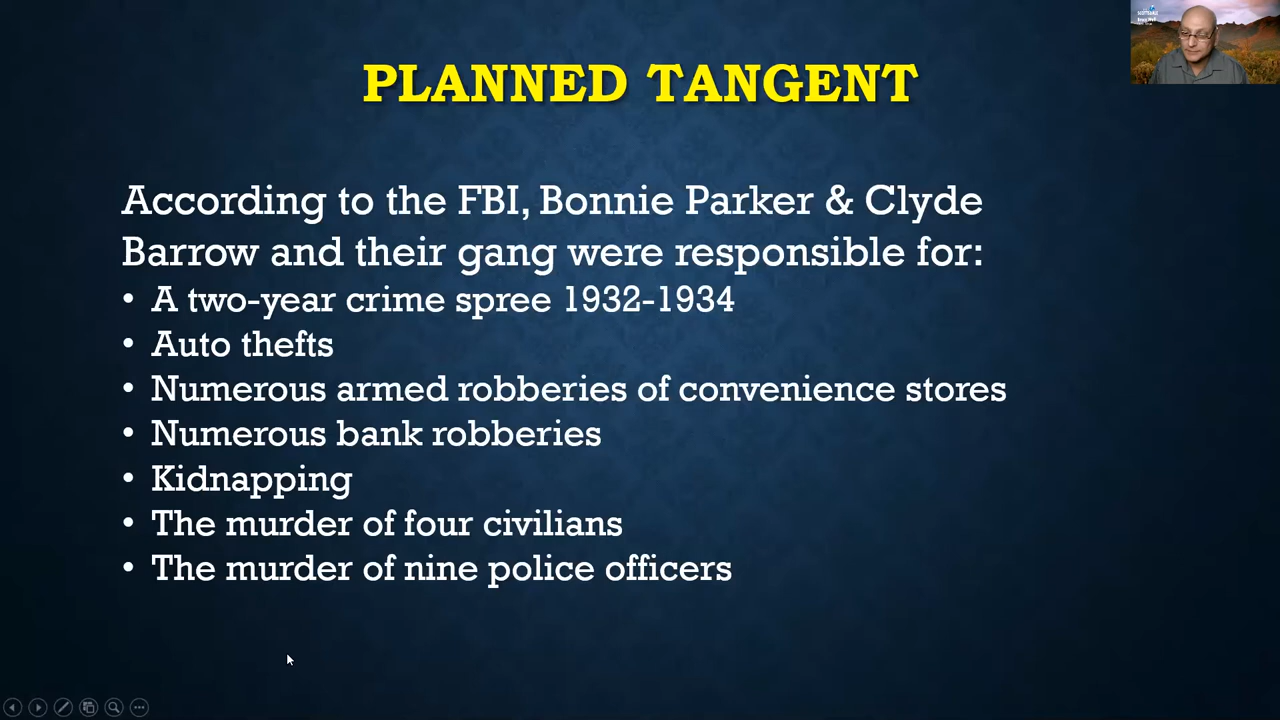 PLANNED TANGENT
According to the FBI, Bonnie Parker & Clyde
Barrow and their gang were responsible for:
• A two-year crime spree 1932-1934
• Auto thefts
• Numerous armed robberies of convenience stores
• Numerous bank robberies
• Kidnapping
• The murder of four civilians
• The murder of nine police officers